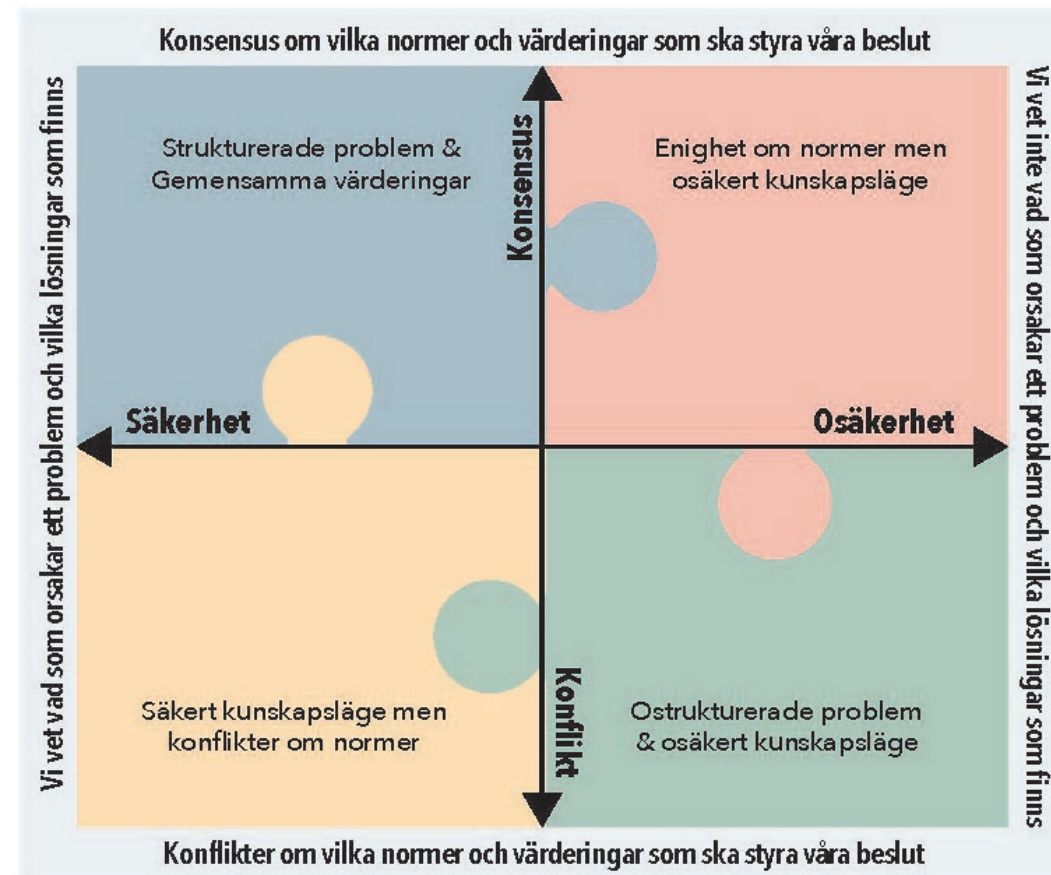 Konsensus om vilka normer och värderingar som ska styra våra beslut
Vi vet vad som orsakar ett problem och vilka lösningar som finns
Strukturerade problem &
Gemensamma värderingar
Konsensus
Enighet om normer men
osäkert kunskapsläge
Vi vet inte vad som orsakar ett problem och vilka lösningar som finns
Säkerhet
Osäkerhet
Säkert kunskapsläge men
konflikter om normer
Konflikt
Ostrukturerade problem
& osäkert kunskapsläge
Konflikter om vilka normer och värderingar som ska styra våra beslut